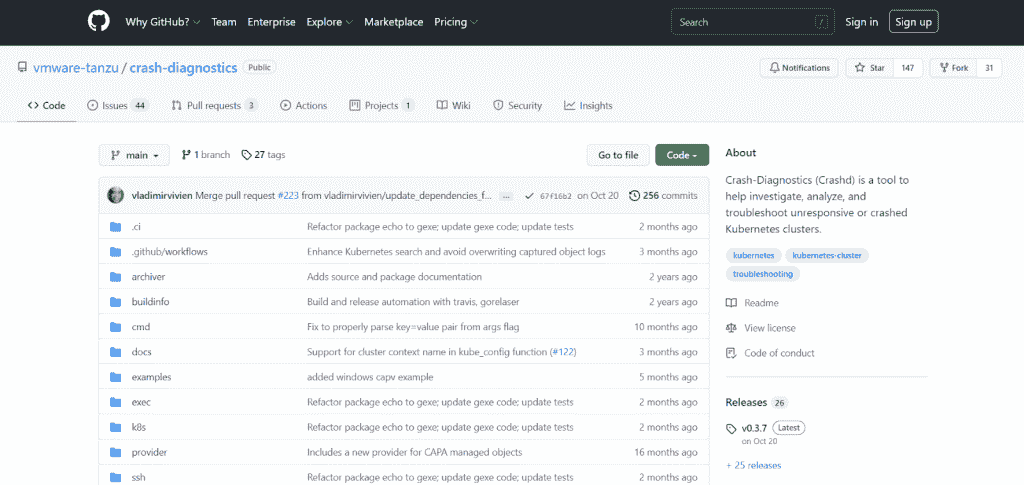 Why GitHub? Team Enterprise Explore Marketplace Pricing Search / Sign in Sign up
vmware-tanzu / crash-diagnostics Public Notifications Star 147 Fork 31
Code Issues 44 Pull requests 3 Actions Projects 1 Wiki Security Insights
main 1 branch 27 tags Go to file Code
vladimirvivien Merge pull request #223 from vladimirvivien/update_dependencies_f... ... 67f16b2 on Oct 20 256 commits
.ci Refactor package echo to gexe; update gexe code; update tests 2 months ago
.github/workflows Enhance Kubernetes search and avoid overwriting captured object logs 3 months ago
archiver Adds source and package documentation 2 years ago
buildinfo Build and release automation with travis, gorelaser 2 years ago
cmd Fix to properly parse key=value pair from args flag 10 months ago
docs Support for cluster context name in kube_config function (#122) 3 months ago
examples added windows capv example 5 months ago
exec Refactor package echo to gexe; update gexe code; update tests 2 months ago
k8s Refactor package echo to gexe; update gexe code; update tests 2 months ago
provider Includes a new provider for CAPA managed objects 16 months ago
ssh Refactor package echo to gexe; update gexe code; update tests 2 months ago
About
Crash-Diagnostics (Crashd) is a tool to
help investigate, analyze, and
troubleshoot unresponsive or crashed
Kubernetes clusters.
kubernetes kubernetes-cluster
troubleshooting
Readme
View license
Code of conduct
Releases 26
v0.3.7 Latest
on Oct 20
+ 25 releases